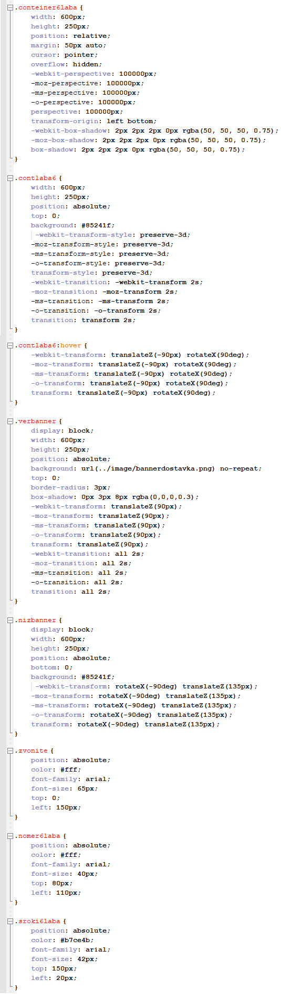 .conteiner6laba {
width: 600px;
height: 250px;
position: relative;
margin: 50px auto;
cursor: pointer;
overflow: hidden;
-webkit-perspective: 100000px;
-moz-perspective: 100000px;
-ms-perspective: 100000px;
-o-perspective: 100000px;
perspective: 100000px;
transform-origin: left bottom;
-webkit-box-shadow: 2px 2px 2px 0px rgba(50, 50, 50, 0.75);
-moz-box-shadow: 2px 2px 2px 0px rgba(50, 50, 50, 0.75);
box-shadow: 2px 2px 2px 0px rgba(50, 50, 50, 0.75);
}
.contlaba6 {
width: 600px;
height: 250px;
position: absolute;
top: 0;
background: #85241f;
-webkit-transform-style: preserve-3d;
-moz-transform-style: preserve-3d;
-ms-transform-style: preserve-3d;
-o-transform-style: preserve-3d;
transform-style: preserve-3d;
-webkit-transition: -webkit-transform 2s;
-moz-transition: -moz-transform 2s;
-ms-transition: -ms-transform 2s;
-o-transition: -o-transform 2s;
transition: transform 2s;
}
.contlaba6:hover {
-webkit-transform: translateZ(-90px) rotateX(90deg);
-moz-transform: translateZ(-90px) rotateX(90deg);
-ms-transform: translateZ(-90px) rotateX(90deg);
-o-transform: translateZ(-90px) rotateX(90deg);
transform: translateZ(-90px) rotateX(90deg);
}
.verbanner {
display: block;
width: 600px;
height: 250px;
position: absolute;
background: url(../image/bannerdostavka.png) no-repeat;
top: 0;
border-radius: 3px;
box-shadow: 0px 3px 8px rgba(0,0,0,0.3);
-webkit-transform: translateZ(90px);
-moz-transform: translateZ(90px);
-ms-transform: translateZ(90px);
-o-transform: translateZ(90px);
transform: translateZ(90px);
-webkit-transition: all 2s;
-moz-transition: all 2s;
-ms-transition: all 2s;
-o-transition: all 2s;
transition: all 2s;
}
.nizbanner {
display: block;
width: 600px;
height: 250px;
position: absolute;
bottom: 0;
background: #85241f;
-webkit-transform: rotateX(-90deg) translateZ(135px);
-moz-transform: rotateX(-90deg) translateZ(135px);
-ms-transform: rotateX(-90deg) translateZ(135px);
-o-transform: rotateX(-90deg) translateZ(135px);
transform: rotateX(-90deg) translateZ(135px);
}
.zvonite {
position: absolute;
color: #fff;
font-family: arial;
font-size: 65px;
top: 0;
left: 150px;
}
.nomer6laba {
position: absolute;
color: #fff;
font-family: arial;
font-size: 40px;
top: 80px;
left: 110px;
}
.sroki6laba {
position: absolute;
color: #b7ce4b;
font-family: arial;
font-size: 42px;
top: 150px;
left: 20px;
}